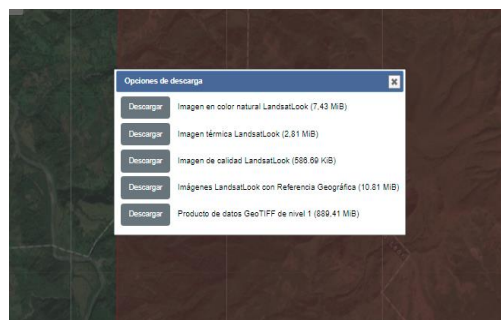 Opciones de descarga
Descargar Imagen en color natural LandsatLook (7,43 MiB)
Descargar Imagen térmica LandsatLook (2,81 MiB)
Descargar Imagen de calidad LandsatLook (586.69 KiB)
Descargar Imágenes LandsatLook con Referencia Geográfica (10.81 MiB)
Descargar Producto de datos GeoTIFF de nivel 1 (889,41 MiB)